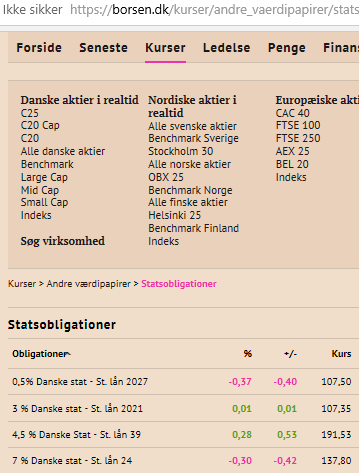 Ikke sikker https://borsen.dk/kurser/andre_vaerdipapirer/stats
Forside Seneste Kurser Ledelse Penge Finans
Danske aktier i realtid
C25
C20 Cap
C20
Alle danske aktier
Benchmark
Large Cap
Mid Cap
Small Cap
Indeks
Søg virksomhed
Nordiske aktier i
realtid
Alle svenske aktier
Benchmark Sverige
Stockholm 30
Alle norske aktier
OBX 25
Benchmark Norge
Alle finske aktier
Helsinki 25
Benchmark Finland
Indeks
Europæiske akti
CAC 40
FTSE 100
FTSE 250
AEX 25
BEL 20
Indeks
Kurser > Andre værdipapirer > Statsobligationer
Statsobligationer
Obligationer % +/- Kurs
0,5% Danske stat - St. lån 2027 -0,37 -0,40 107,50
3 % Danske stat - St. lån 2021 0,01 0,01 107,35
4,5 % Danske stat - St. lån 39 0,28 0,53 191,53
7 % Danske stat - St. lån 24 -0,30 -0,42 137,80